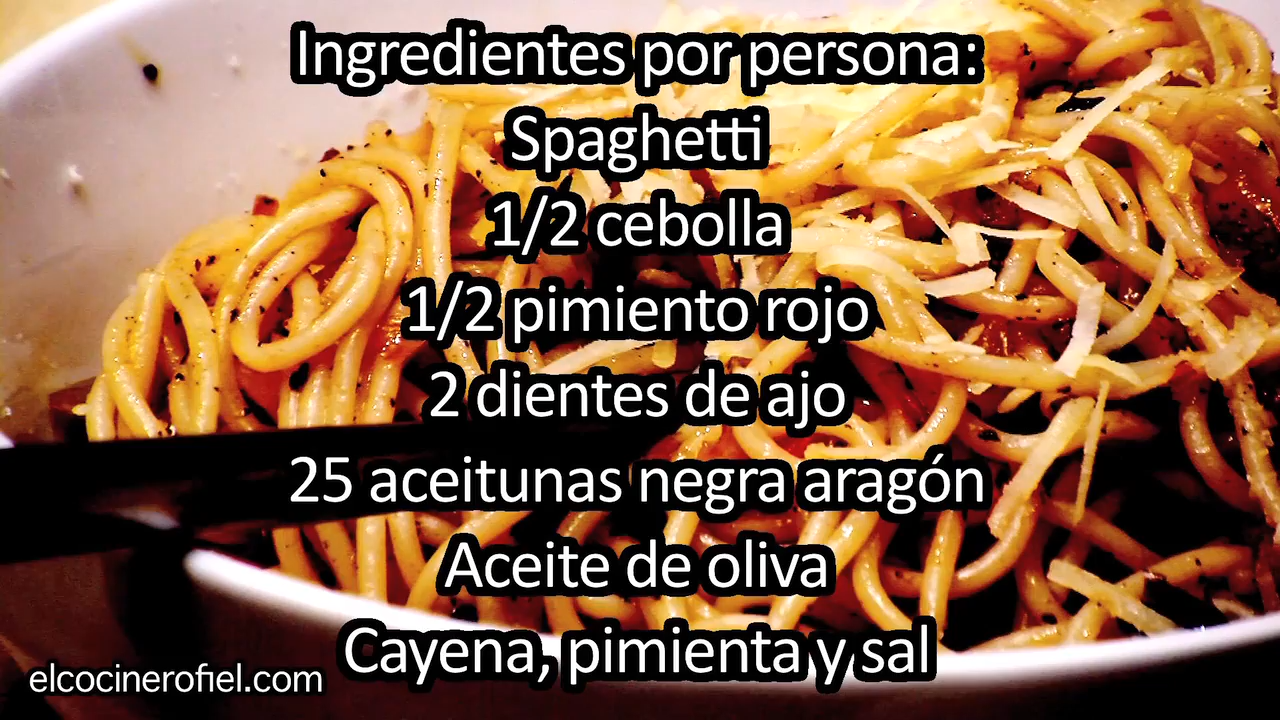 Ingredientes por persona:
Spaghetti
1/2 cebolla
1/2 pimiento rojo
2 dientes de ajo
25 aceitunas negra aragón
Aceite de oliva
Cayena, pimienta y sal
elcocinerofiel.com